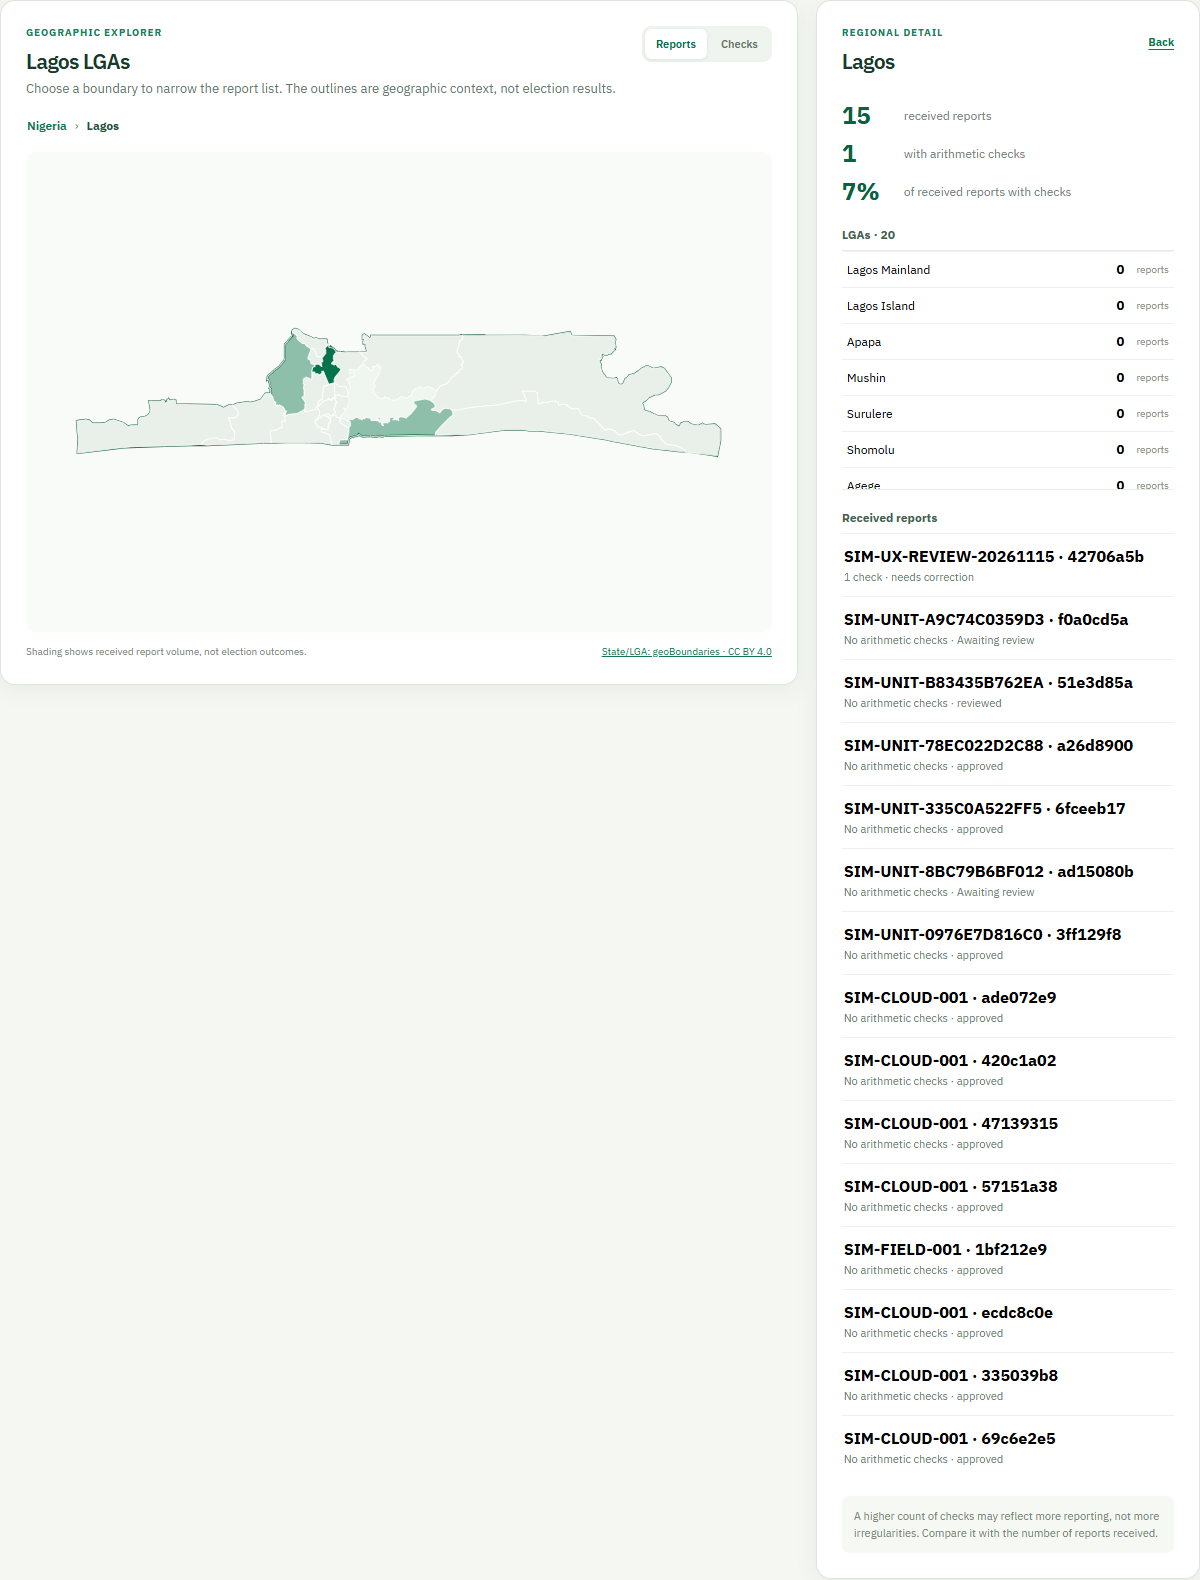 GEOGRAPHIC EXPLORER
Lagos LGAs
Choose a boundary to narrow the report list. The outlines are geographic context, not election results.
Reports
Checks
Nigeria › Lagos
Shading shows received report volume, not election outcomes.
State/LGA: geoBoundaries · CC BY 4.0
REGIONAL DETAIL
Lagos
Back
15 received reports
1 with arithmetic checks
7% of received reports with checks
LGAs · 20
Lagos Mainland 0 reports
Lagos Island 0 reports
Apapa 0 reports
Mushin 0 reports
Surulere 0 reports
Shomolu 0 reports
Agege 0 reports
Received reports
SIM-UX-REVIEW-20261115 · 42706a5b
1 check · needs correction
SIM-UNIT-A9C74C0359D3 · f0a0cd5a
No arithmetic checks · Awaiting review
SIM-UNIT-B83435B762EA · 51e3d85a
No arithmetic checks · reviewed
SIM-UNIT-78EC022D2C88 · a26d8900
No arithmetic checks · approved
SIM-UNIT-335C0A522FF5 · 6fceeb17
No arithmetic checks · approved
SIM-UNIT-8BC79B6BF012 · ad15080b
No arithmetic checks · Awaiting review
SIM-UNIT-0976E7D816C0 · 3ff129f8
No arithmetic checks · approved
SIM-CLOUD-001 · ade072e9
No arithmetic checks · approved
SIM-CLOUD-001 · 420c1a02
No arithmetic checks · approved
SIM-CLOUD-001 · 47139315
No arithmetic checks · approved
SIM-CLOUD-001 · 57151a38
No arithmetic checks · approved
SIM-FIELD-001 · 1bf212e9
No arithmetic checks · approved
SIM-CLOUD-001 · ecdc8c0e
No arithmetic checks · approved
SIM-CLOUD-001 · 335039b8
No arithmetic checks · approved
SIM-CLOUD-001 · 69c6e2e5
No arithmetic checks · approved
A higher count of checks may reflect more reporting, not more
irregularities. Compare it with the number of reports received.